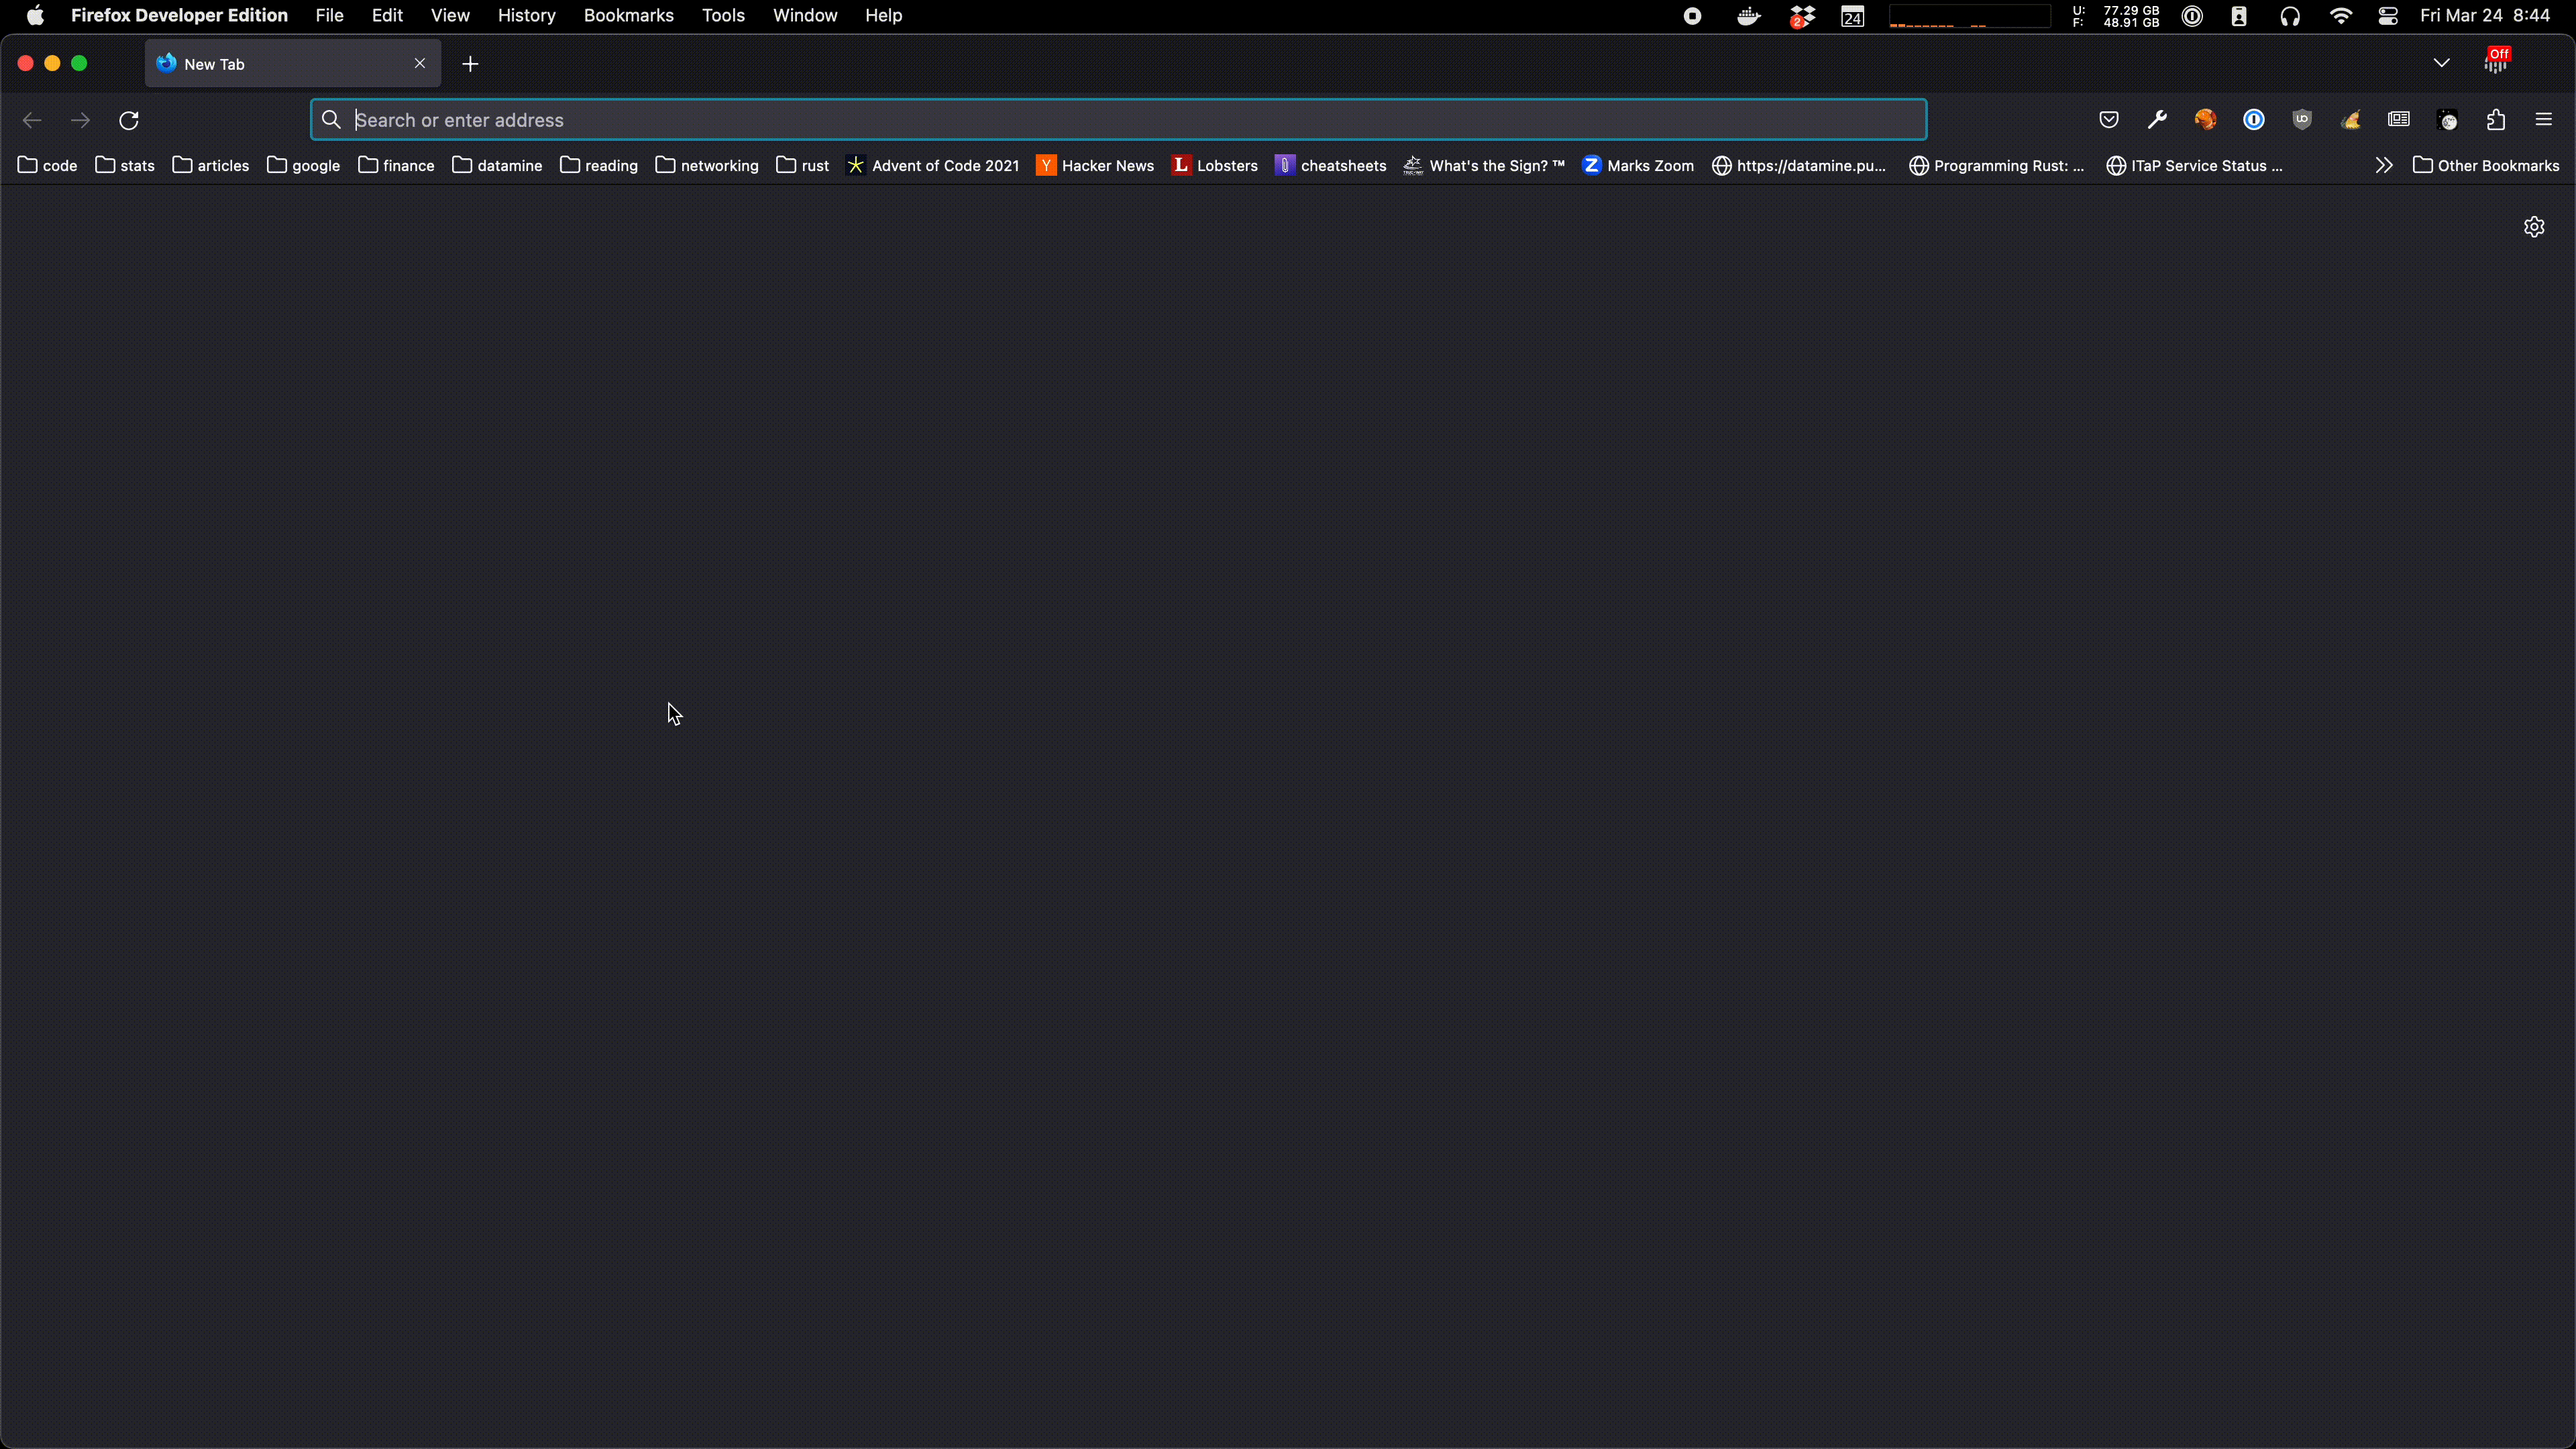 Firefox Developer Edition File Edit View History Bookmarks Tools Window Help 2 24 U: 77.29 GB Fri Mar 24 8:44
F: 48.91 GB
New Tab Off
Search or enter address
code stats articles google finance datamine reading networking rust Advent of Code 2021 Y Hacker News L Lobsters cheatsheets What's the Sign? ™ Z Marks Zoom https://datamine.pu... Programming Rust: ... ITaP Service Status ... Other Bookmarks